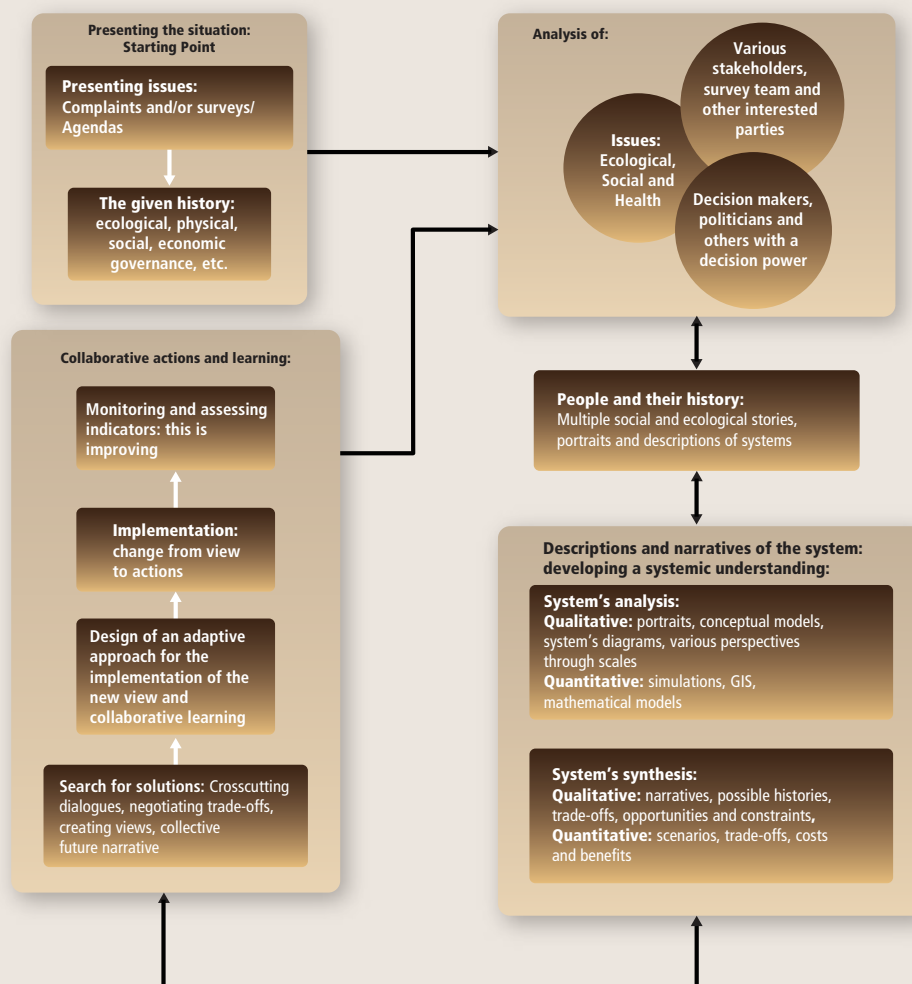 Presenting the situation:
Starting Point
Presenting issues:
Complaints and/or surveys/
Agendas
The given history:
ecological, physical,
social, economic
governance, etc.
Analysis of:
Various
stakeholders,
survey team and
other interested
parties
Issues:
Ecological,
Social and
Health
Decision makers,
politicians and
others with a
decision power
People and their history:
Multiple social and ecological stories,
portraits and descriptions of systems
Descriptions and narratives of the system:
developing a systemic understanding:
System’s analysis:
Qualitative: portraits, conceptual models,
system’s diagrams, various perspectives
through scales
Quantitative: simulations, GIS,
mathematical models
System’s synthesis:
Qualitative: narratives, possible histories,
trade-offs, opportunities and constraints,
Quantitative: scenarios, trade-offs, costs
and benefits
Collaborative actions and learning:
Monitoring and assessing
indicators: this is
improving
Implementation:
change from view
to actions
Design of an adaptive
approach for the
implementation of the
new view and
collaborative learning
Search for solutions: Crosscutting
dialogues, negotiating trade-offs,
creating views, collective
future narrative